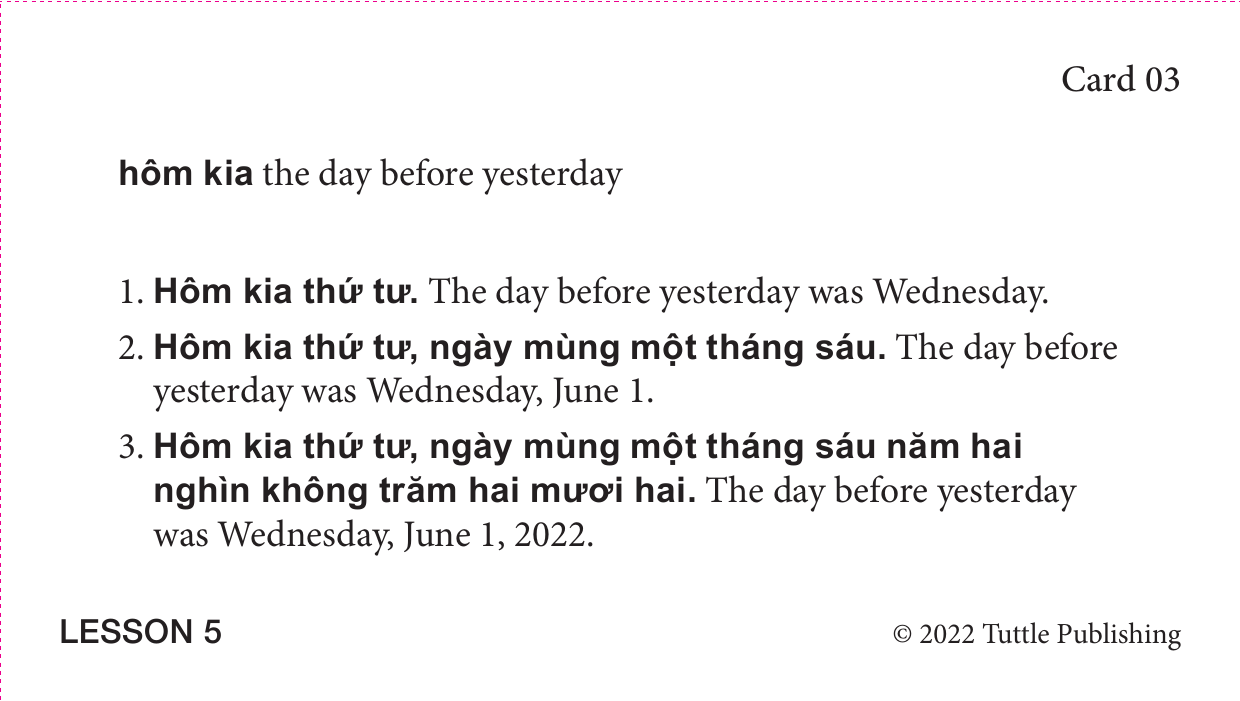 Card 03
hôm kia the day before yesterday
1. Hôm kia thứ tư. The day before yesterday was Wednesday.
2. Hôm kia thứ tư, ngày mùng một tháng sáu. The day before
yesterday was Wednesday, June 1.
3. Hôm kia thứ tư, ngày mùng một tháng sáu năm hai
nghìn không trăm hai mươi hai. The day before yesterday
was Wednesday, June 1, 2022.
LESSON 5
© 2022 Tuttle Publishing